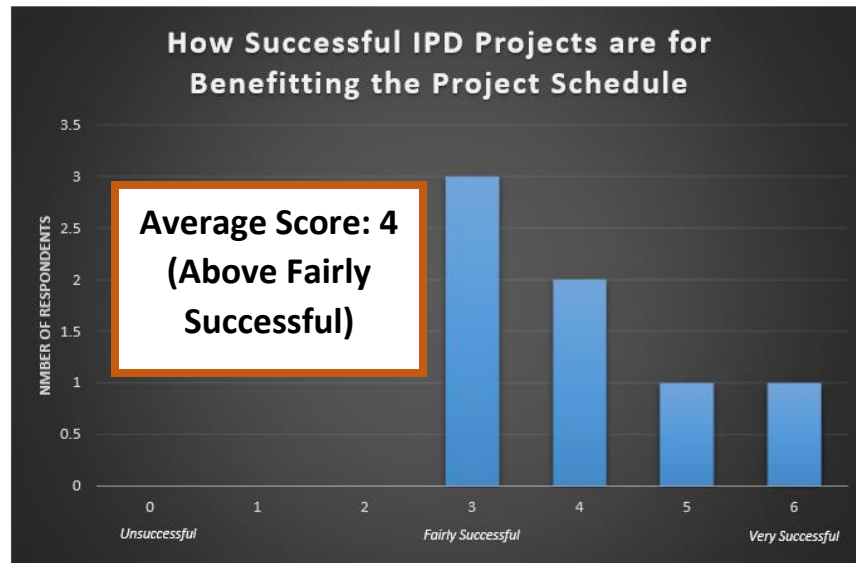 How Successful IPD Projects are for
Benefitting the Project Schedule
NMBER OF RESPONDENTS
3.5
3
2.5
2
1.5
1
0.5
0
Average Score: 4
(Above Fairly
Successful)
0 1 2 3 4 5 6
Unsuccessful Fairly Successful Very Successful